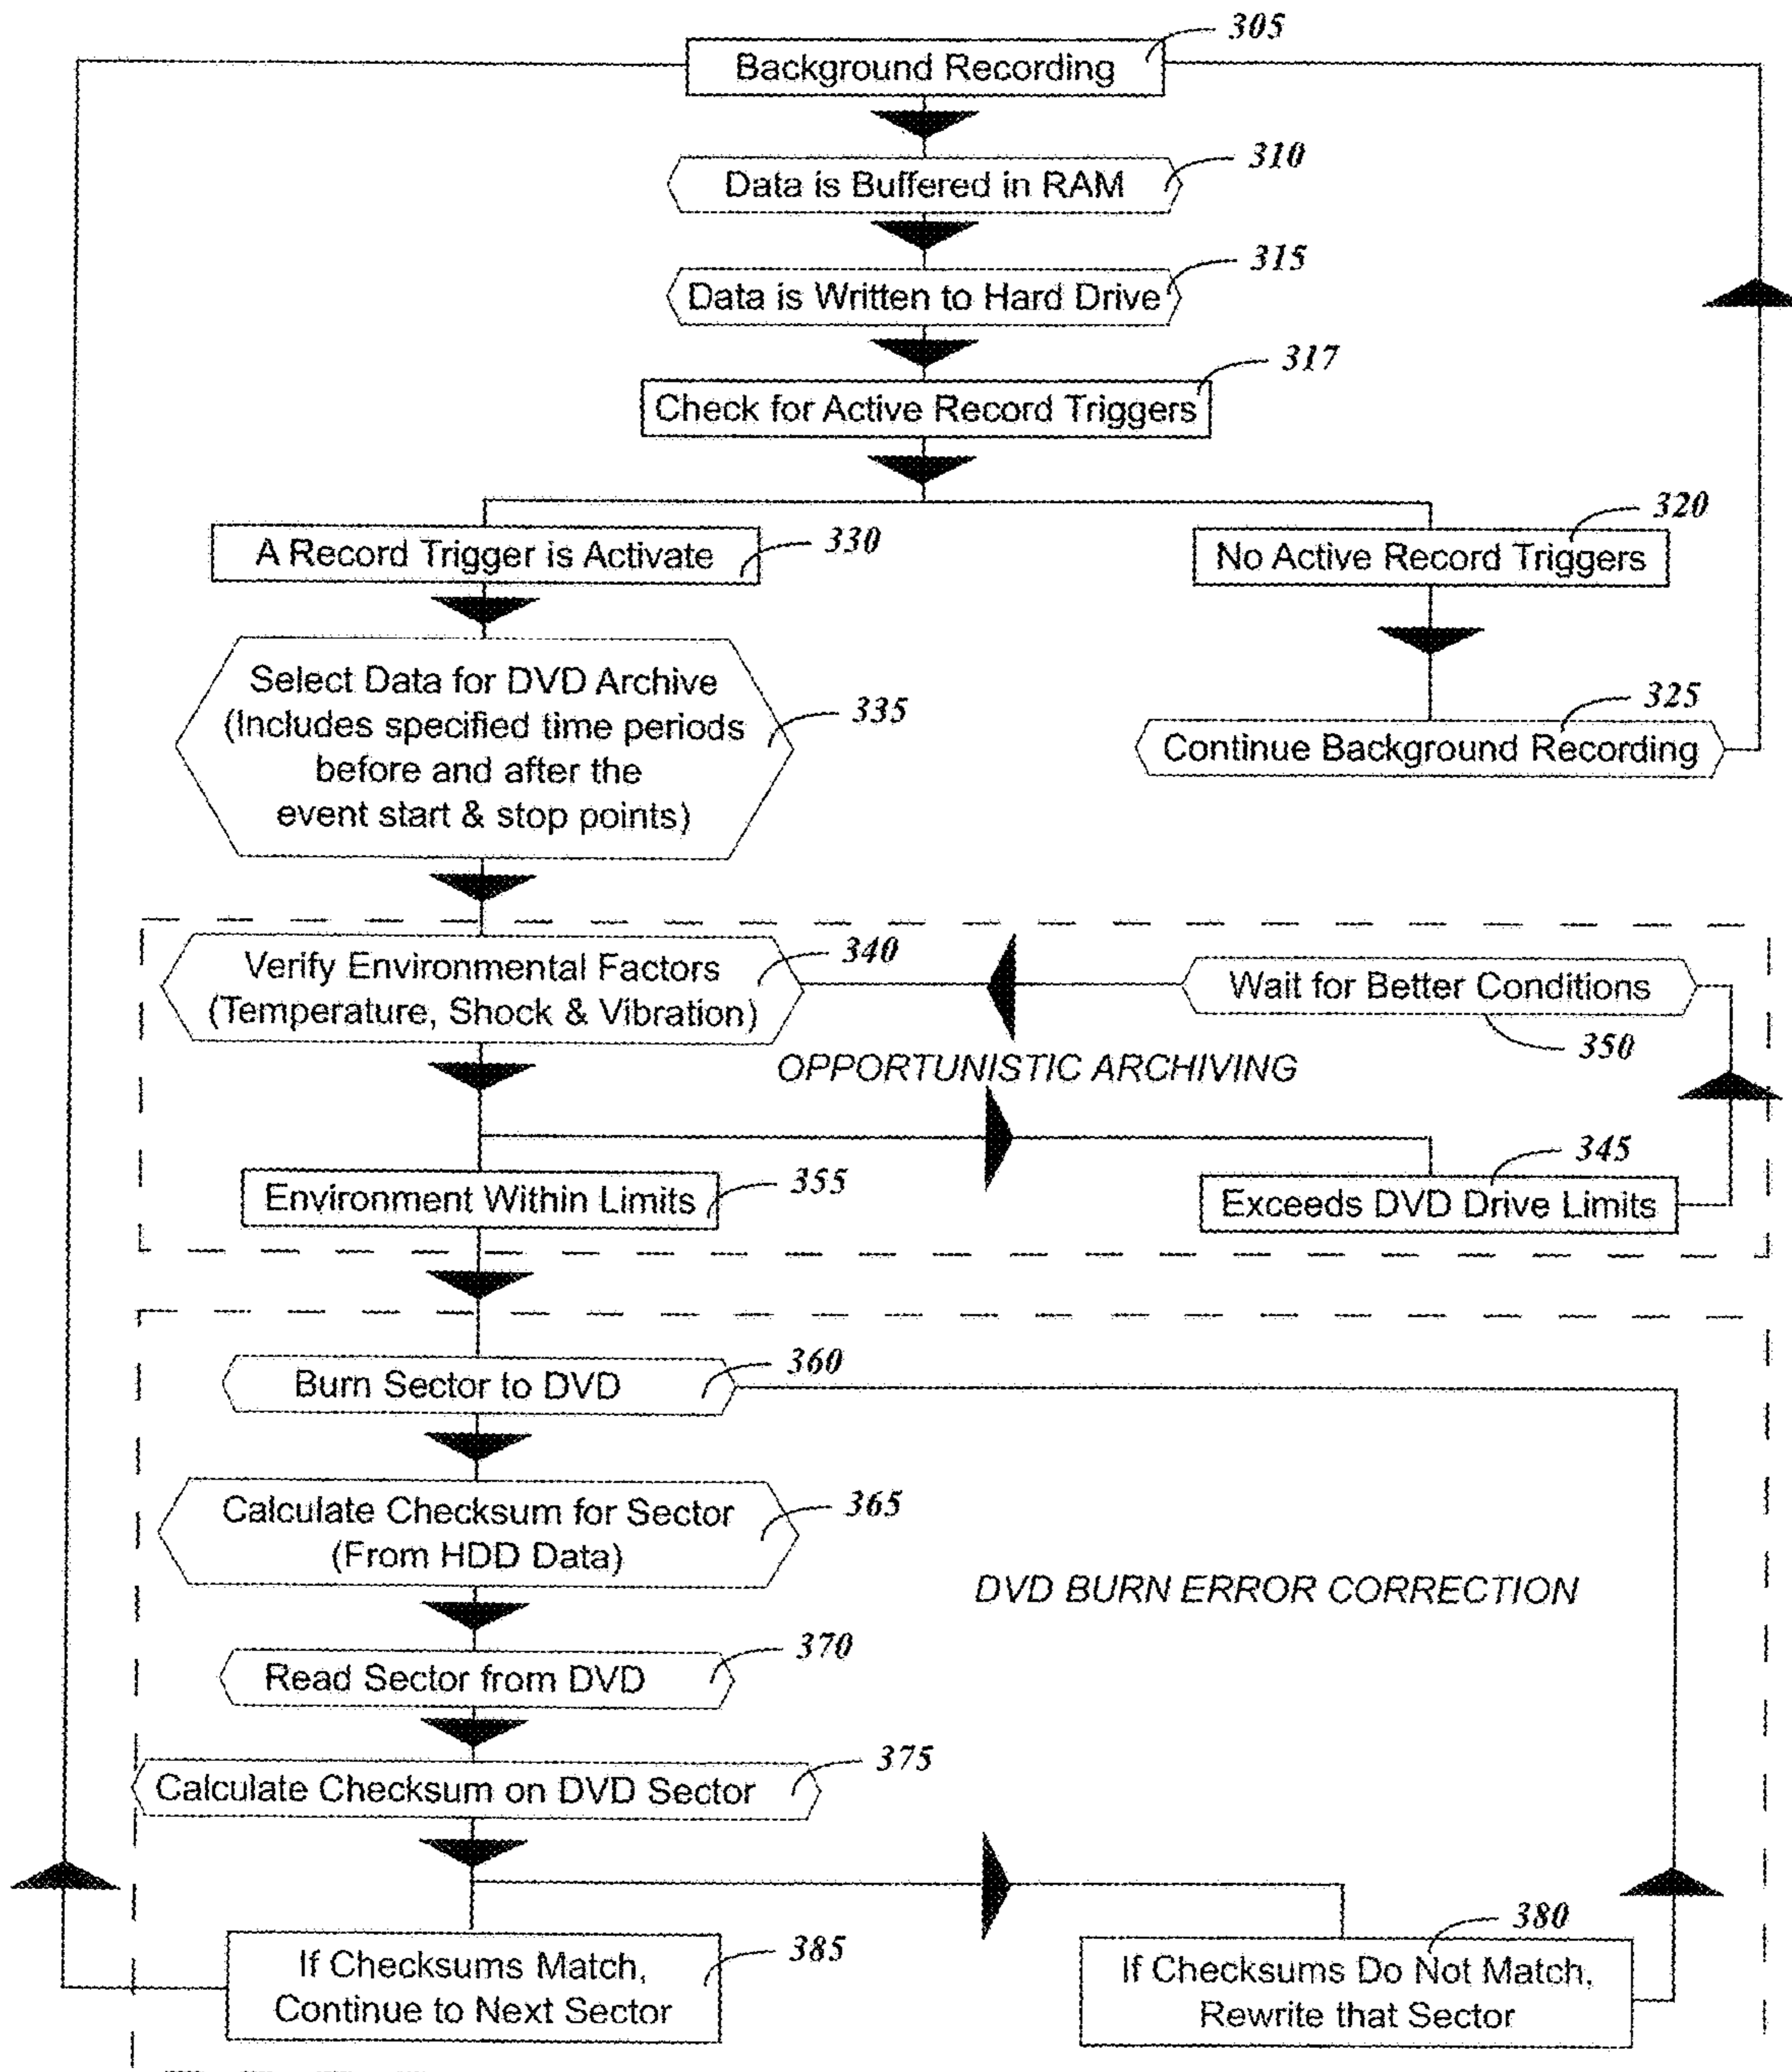 305
Background Recording
310
Data is Buffered in RAM
315
Data is Written to Hard Drive
317
Check for Active Record Triggers
330
A Record Trigger is Activate
320
No Active Record Triggers
335
Select Data for DVD Archive
(Includes specified time periods
before and after the
event start & stop points)
325
Continue Background Recording
340
Verify Environmental Factors
(Temperature, Shock & Vibration)
Wait for Better Conditions
350
OPPORTUNISTIC ARCHIVING
355
Environment Within Limits
345
Exceeds DVD Drive Limits
360
Burn Sector to DVD
365
Calculate Checksum for Sector
(From HDD Data)
DVD BURN ERROR CORRECTION
370
Read Sector from DVD
375
Calculate Checksum on DVD Sector
385
If Checksums Match,
Continue to Next Sector
380
If Checksums Do Not Match,
Rewrite that Sector